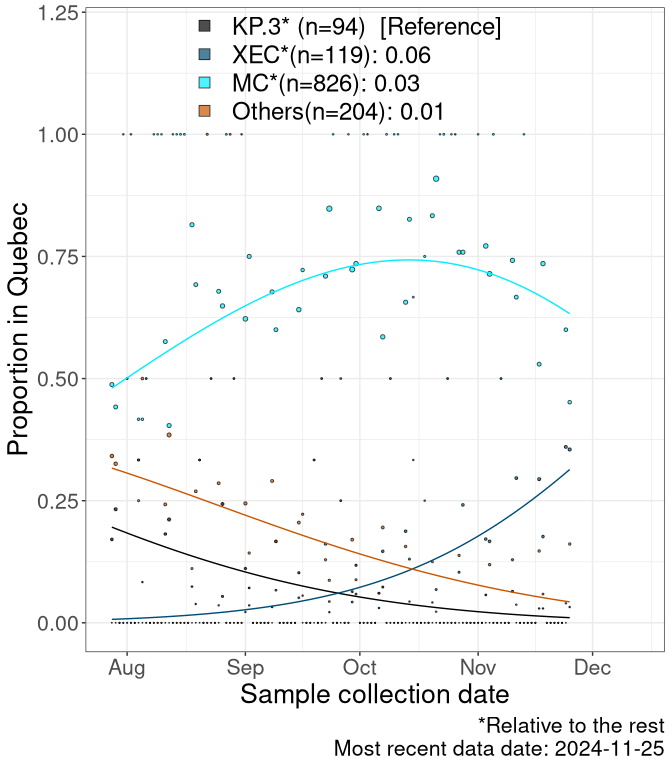 KP.3* (n=94)  [Reference]
XEC*(n=119): 0.06
MC*(n=826): 0.03
Others(n=204): 0.01
Proportion in Quebec
1.25
1.00
0.75
0.50
0.25
0.00
Aug Sep Oct Nov Dec
Sample collection date
*Relative to the rest
Most recent data date: 2024-11-25